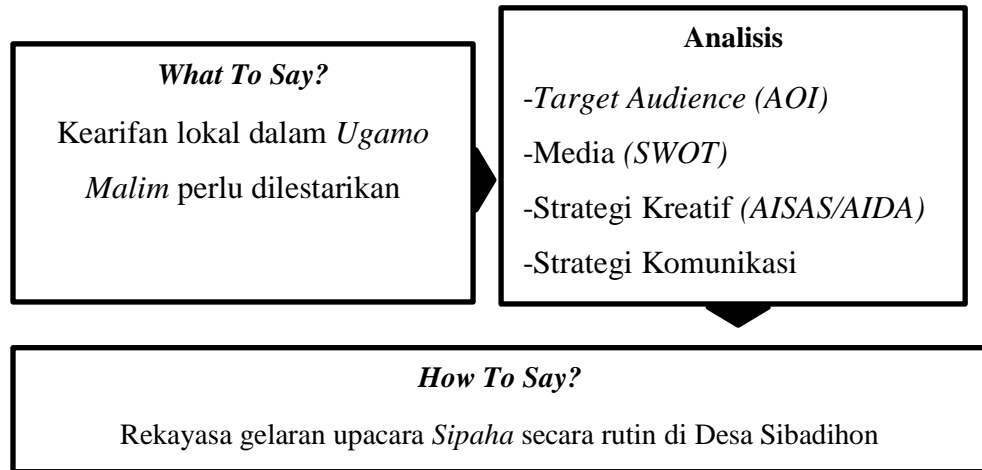 What To Say?
Kearifan lokal dalam Ugamo
Malim perlu dilestarikan
Analisis
-Target Audience (AOI)
-Media (SWOT)
-Strategi Kreatif (AISAS/AIDA)
-Strategi Komunikasi
How To Say?
Rekayasa gelaran upacara Sipaha secara rutin di Desa Sibadihon